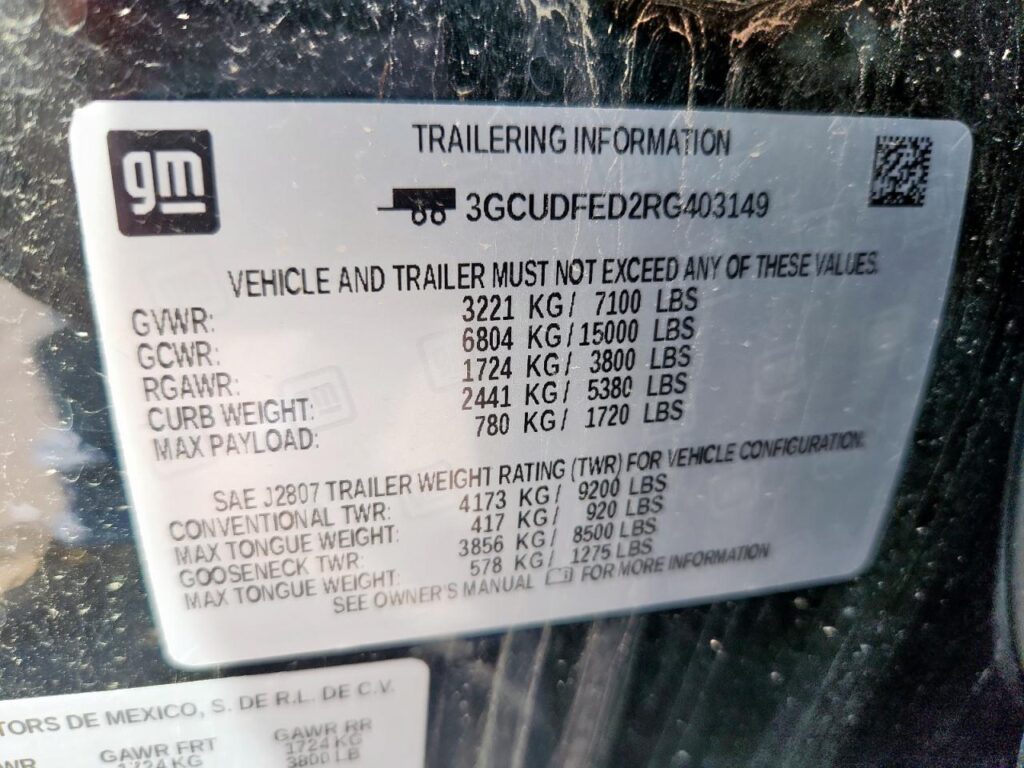 gm
TRAILERING INFORMATION
3GCUDFED2RG403149
VEHICLE AND TRAILER MUST NOT EXCEED ANY OF THESE VALUES.
GVWR: 3221 KG/ 7100 LBS
GCWR: 6804 KG/15000 LBS
RGAWR: 1724 KG/ 3800 LBS
CURB WEIGHT: 2441 KG/ 5380 LBS
MAX PAYLOAD: 780 KG/ 1720 LBS
SAE J2807 TRAILER WEIGHT RATING (TWR) FOR VEHICLE CONFIGURATION.
CONVENTIONAL TWR: 4173 KG/ 9200 LBS
MAX TONGUE WEIGHT: 417 KG/ 920 LBS
GOOSENECK TWR: 3856 KG/ 8500 LBS
MAX TONGUE WEIGHT: 578 KG/ 1275 LBS
SEE OWNER'S MANUAL FOR MORE INFORMATION
TORS DE MEXICO, S. DE R.L. DE C.V.
WR GAWR FRT GAWR RR
1724 KG 1724 KG
3800 LB